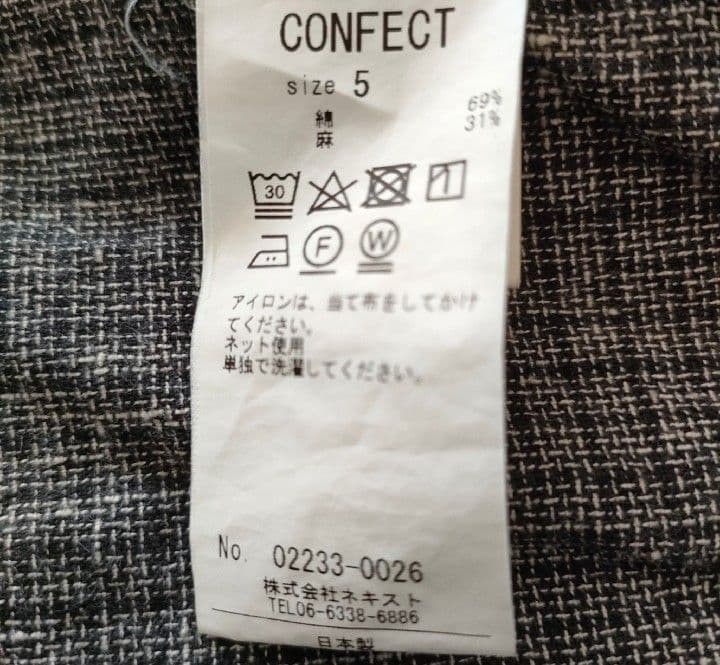 CONFECT
size 5
綿 69%
麻 31%
30
F W
アイロンは、当て布をしてかけ
てください。
ネット使用
単独で洗濯してください。
No. 02233-0026
株式会社ネキスト
TEL06-6338-6886
日本製